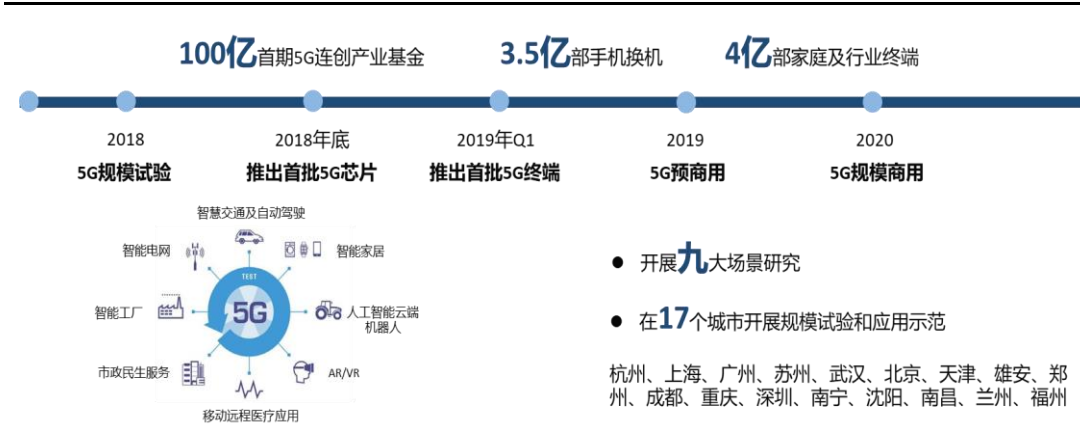 100亿首期5G连创产业基金
3.5亿部手机换机
4亿部家庭及行业终端
2018
5G规模试验
2018年底
推出首批5G芯片
2019年Q1
推出首批5G终端
2019
5G预商用
2020
5G规模商用
智慧交通及自动驾驶
智能电网
智能家居
TEST
5G
智能工厂
人工智能云端
机器人
市政民生服务
AR/VR
移动远程医疗应用
● 开展九大场景研究
● 在17个城市开展规模试验和应用示范
杭州、上海、广州、苏州、武汉、北京、天津、雄安、郑
州、成都、重庆、深圳、南宁、沈阳、南昌、兰州、福州